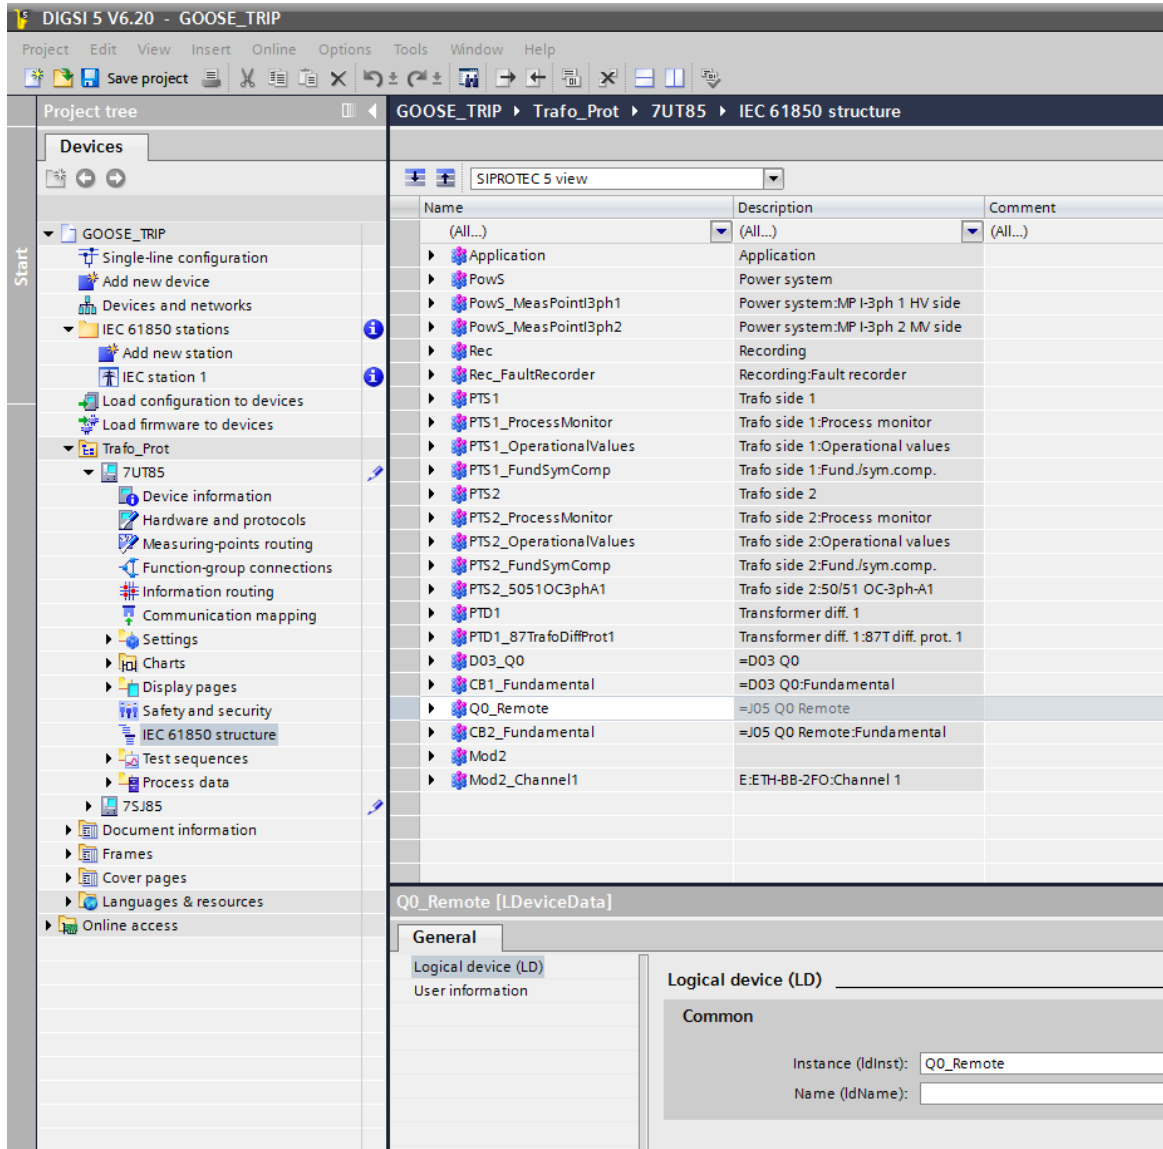 DIGSI 5 V6.20 - GOOSE_TRIP
Project Edit View Insert Online Options Tools Window Help
Save project
Project tree
GOOSE_TRIP Trafo_Prot 7UT85 IEC 61850 structure
Devices
Start
GOOSE_TRIP
Single-line configuration
Add new device
Devices and networks
IEC 61850 stations
Add new station
IEC station 1
Load configuration to devices
Load firmware to devices
Trafo_Prot
7UT85
Device information
Hardware and protocols
Measuring-points routing
Function-group connections
Information routing
Communication mapping
Settings
Charts
Display pages
Safety and security
IEC 61850 structure
Test sequences
Process data
7SJ85
Document information
Frames
Cover pages
Languages & resources
Online access
SIPROTEC 5 view
Name Description Comment
(All...) (All...) (All...)
Application Application
PowS Power system
PowS_MeasPointI3ph1 Power system:MP I-3ph 1 HV side
PowS_MeasPointI3ph2 Power system:MP I-3ph 2 MV side
Rec Recording
Rec_FaultRecorder Recording:Fault recorder
PTS1 Trafo side 1
PTS1_ProcessMonitor Trafo side 1:Process monitor
PTS1_OperationalValues Trafo side 1:Operational values
PTS1_FundSymComp Trafo side 1:Fund./sym.comp.
PTS2 Trafo side 2
PTS2_ProcessMonitor Trafo side 2:Process monitor
PTS2_OperationalValues Trafo side 2:Operational values
PTS2_FundSymComp Trafo side 2:Fund./sym.comp.
PTS2_5051OC3phA1 Trafo side 2:50/51 OC-3ph-A1
PTD1 Transformer diff. 1
PTD1_87TrafoDiffProt1 Transformer diff. 1:87T diff. prot. 1
D03_Q0 =D03 Q0
CB1_Fundamental =D03 Q0:Fundamental
Q0_Remote =J05 Q0 Remote
CB2_Fundamental =J05 Q0 Remote:Fundamental
Mod2
Mod2_Channel1 E:ETH-BB-2FO:Channel 1
Q0_Remote [LDeviceData]
General
Logical device (LD)
User information
Logical device (LD)
Common
Instance (ldInst): Q0_Remote
Name (ldName):